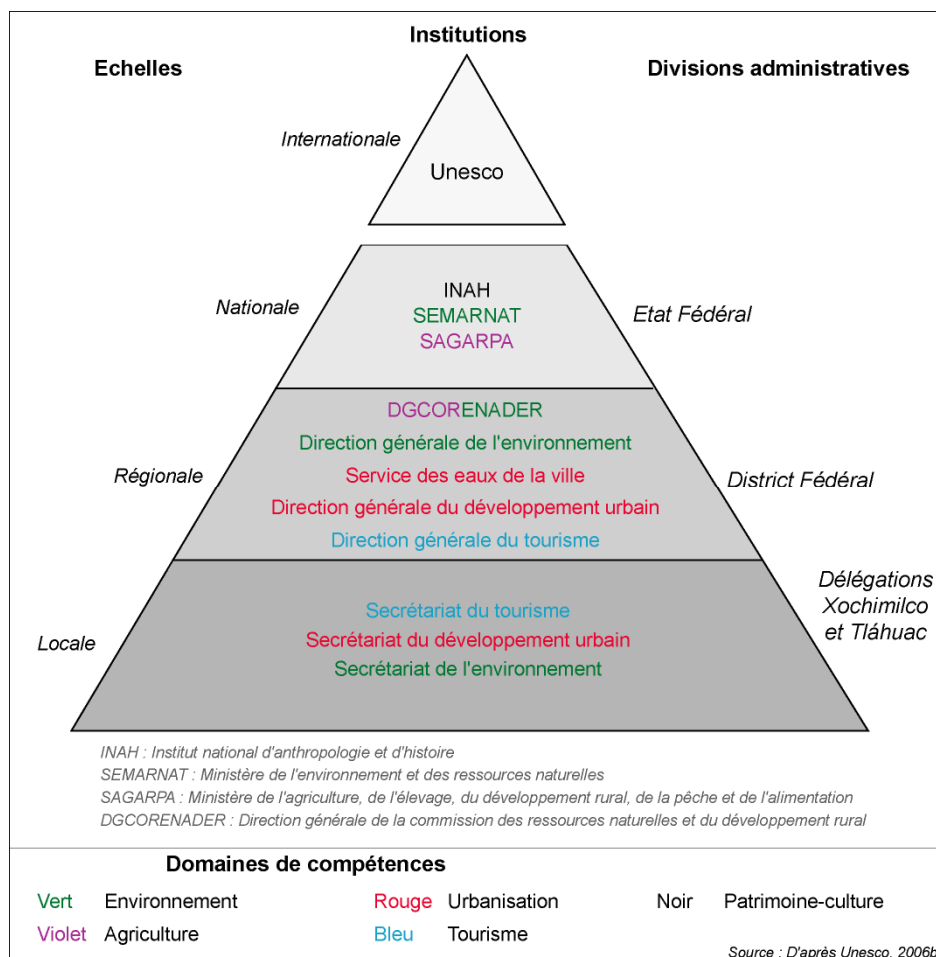 Institutions
Echelles
Divisions administratives
Internationale
Unesco
Nationale
INAH
SEMARNAT
SAGARPA
Etat Fédéral
DGCORENADER
Direction générale de l'environnement
Régionale
Service des eaux de la ville
District Fédéral
Direction générale du développement urbain
Direction générale du tourisme
Délégations
Xochimilco
et Tláhuac
Locale
Secrétariat du tourisme
Secrétariat du développement urbain
Secrétariat de l'environnement
INAH : Institut national d'anthropologie et d'histoire
SEMARNAT : Ministère de l'environnement et des ressources naturelles
SAGARPA : Ministère de l'agriculture, de l'élevage, du développement rural, de la pêche et de l'alimentation
DGCORENADER : Direction générale de la commission des ressources naturelles et du développement rural
Domaines de compétences
Vert Environnement Rouge Urbanisation Noir Patrimoine-culture
Violet Agriculture Bleu Tourisme
Source : D'après Unesco, 2006b